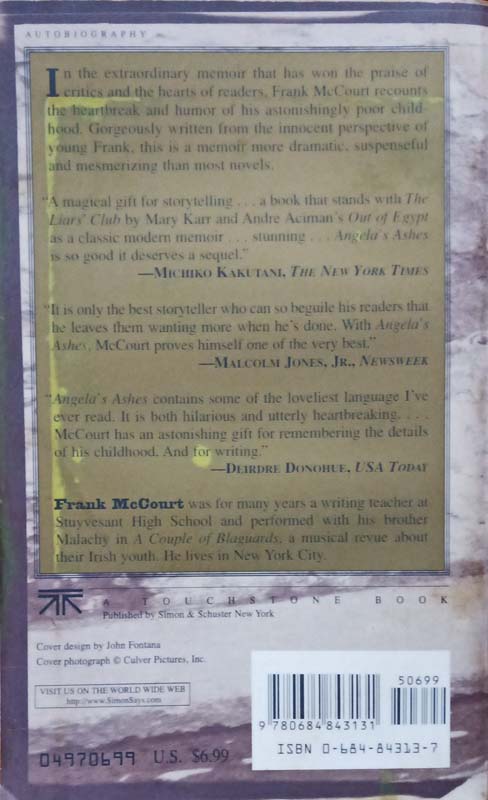 AUTOBIOGRAPHY
In the extraordinary memoir that has won the praise of
critics and the hearts of readers, Frank McCourt recounts
the heartbreak and humor of his astonishingly poor child-
hood. Gorgeously written from the innocent perspective of
young Frank, this is a memoir more dramatic, suspenseful
and mesmerizing than most novels.
“A magical gift for storytelling . . . a book that stands with The
Liars' Club by Mary Karr and Andre Aciman's Out of Egypt
as a classic modern memoir . . . stunning . . . Angela's Ashes
is so good it deserves a sequel.”
—MICHIKO KAKUTANI, THE NEW YORK TIMES
“It is only the best storyteller who can so beguile his readers that
he leaves them wanting more when he's done. With Angela's
Ashes, McCourt proves himself one of the very best.”
—MALCOLM JONES, JR., NEWSWEEK
“Angela's Ashes contains some of the loveliest language I've
ever read. It is both hilarious and utterly heartbreaking. . . .
McCourt has an astonishing gift for remembering the details
of his childhood. And for writing.”
—DEIRDRE DONOHUE, USA TODAY
Frank McCourt was for many years a writing teacher at
Stuyvesant High School and performed with his brother
Malachy in A Couple of Blaguards, a musical revue about
their Irish youth. He lives in New York City.
A TOUCHSTONE BOOK
Published by Simon & Schuster New York
Cover design by John Fontana
Cover photograph © Culver Pictures, Inc.
VISIT US ON THE WORLD WIDE WEB
http://www.SimonSays.com
04970699 U.S. $6.99
50699
9 780684 843131
ISBN 0-684-84313-7